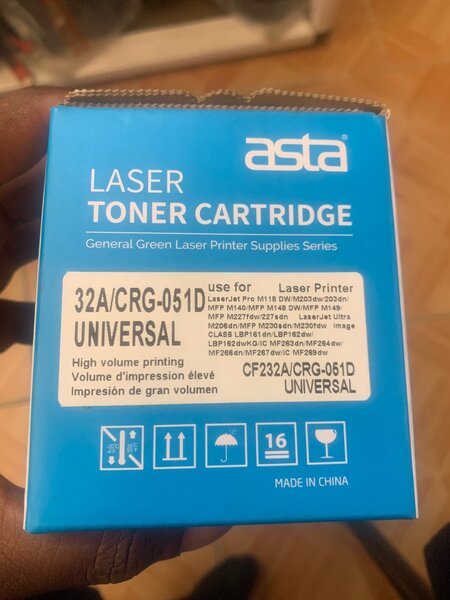 asta®
LASER
TONER CARTRIDGE
General Green Laser Printer Supplies Series
32A/CRG-051D
UNIVERSAL
High volume printing
Volume d'impression élevé
Impresión de gran volumen
use for Laser Printer
LaserJet Pro M118 DW/M203dw/203dn/
MFP M140/MFP M148 DW/MFP M149/
MFP M227fdw/227sdn LaserJet Ultra
M206dn/MFP M230sdn/M230fdw Image
CLASS LBP161dn/LBP162dw/
LBP162dwKG/IC MF263dn/MF264dw/
MF266dn/MF267dw/IC MF269dw
CF232A/CRG-051D
UNIVERSAL
16
MADE IN CHINA